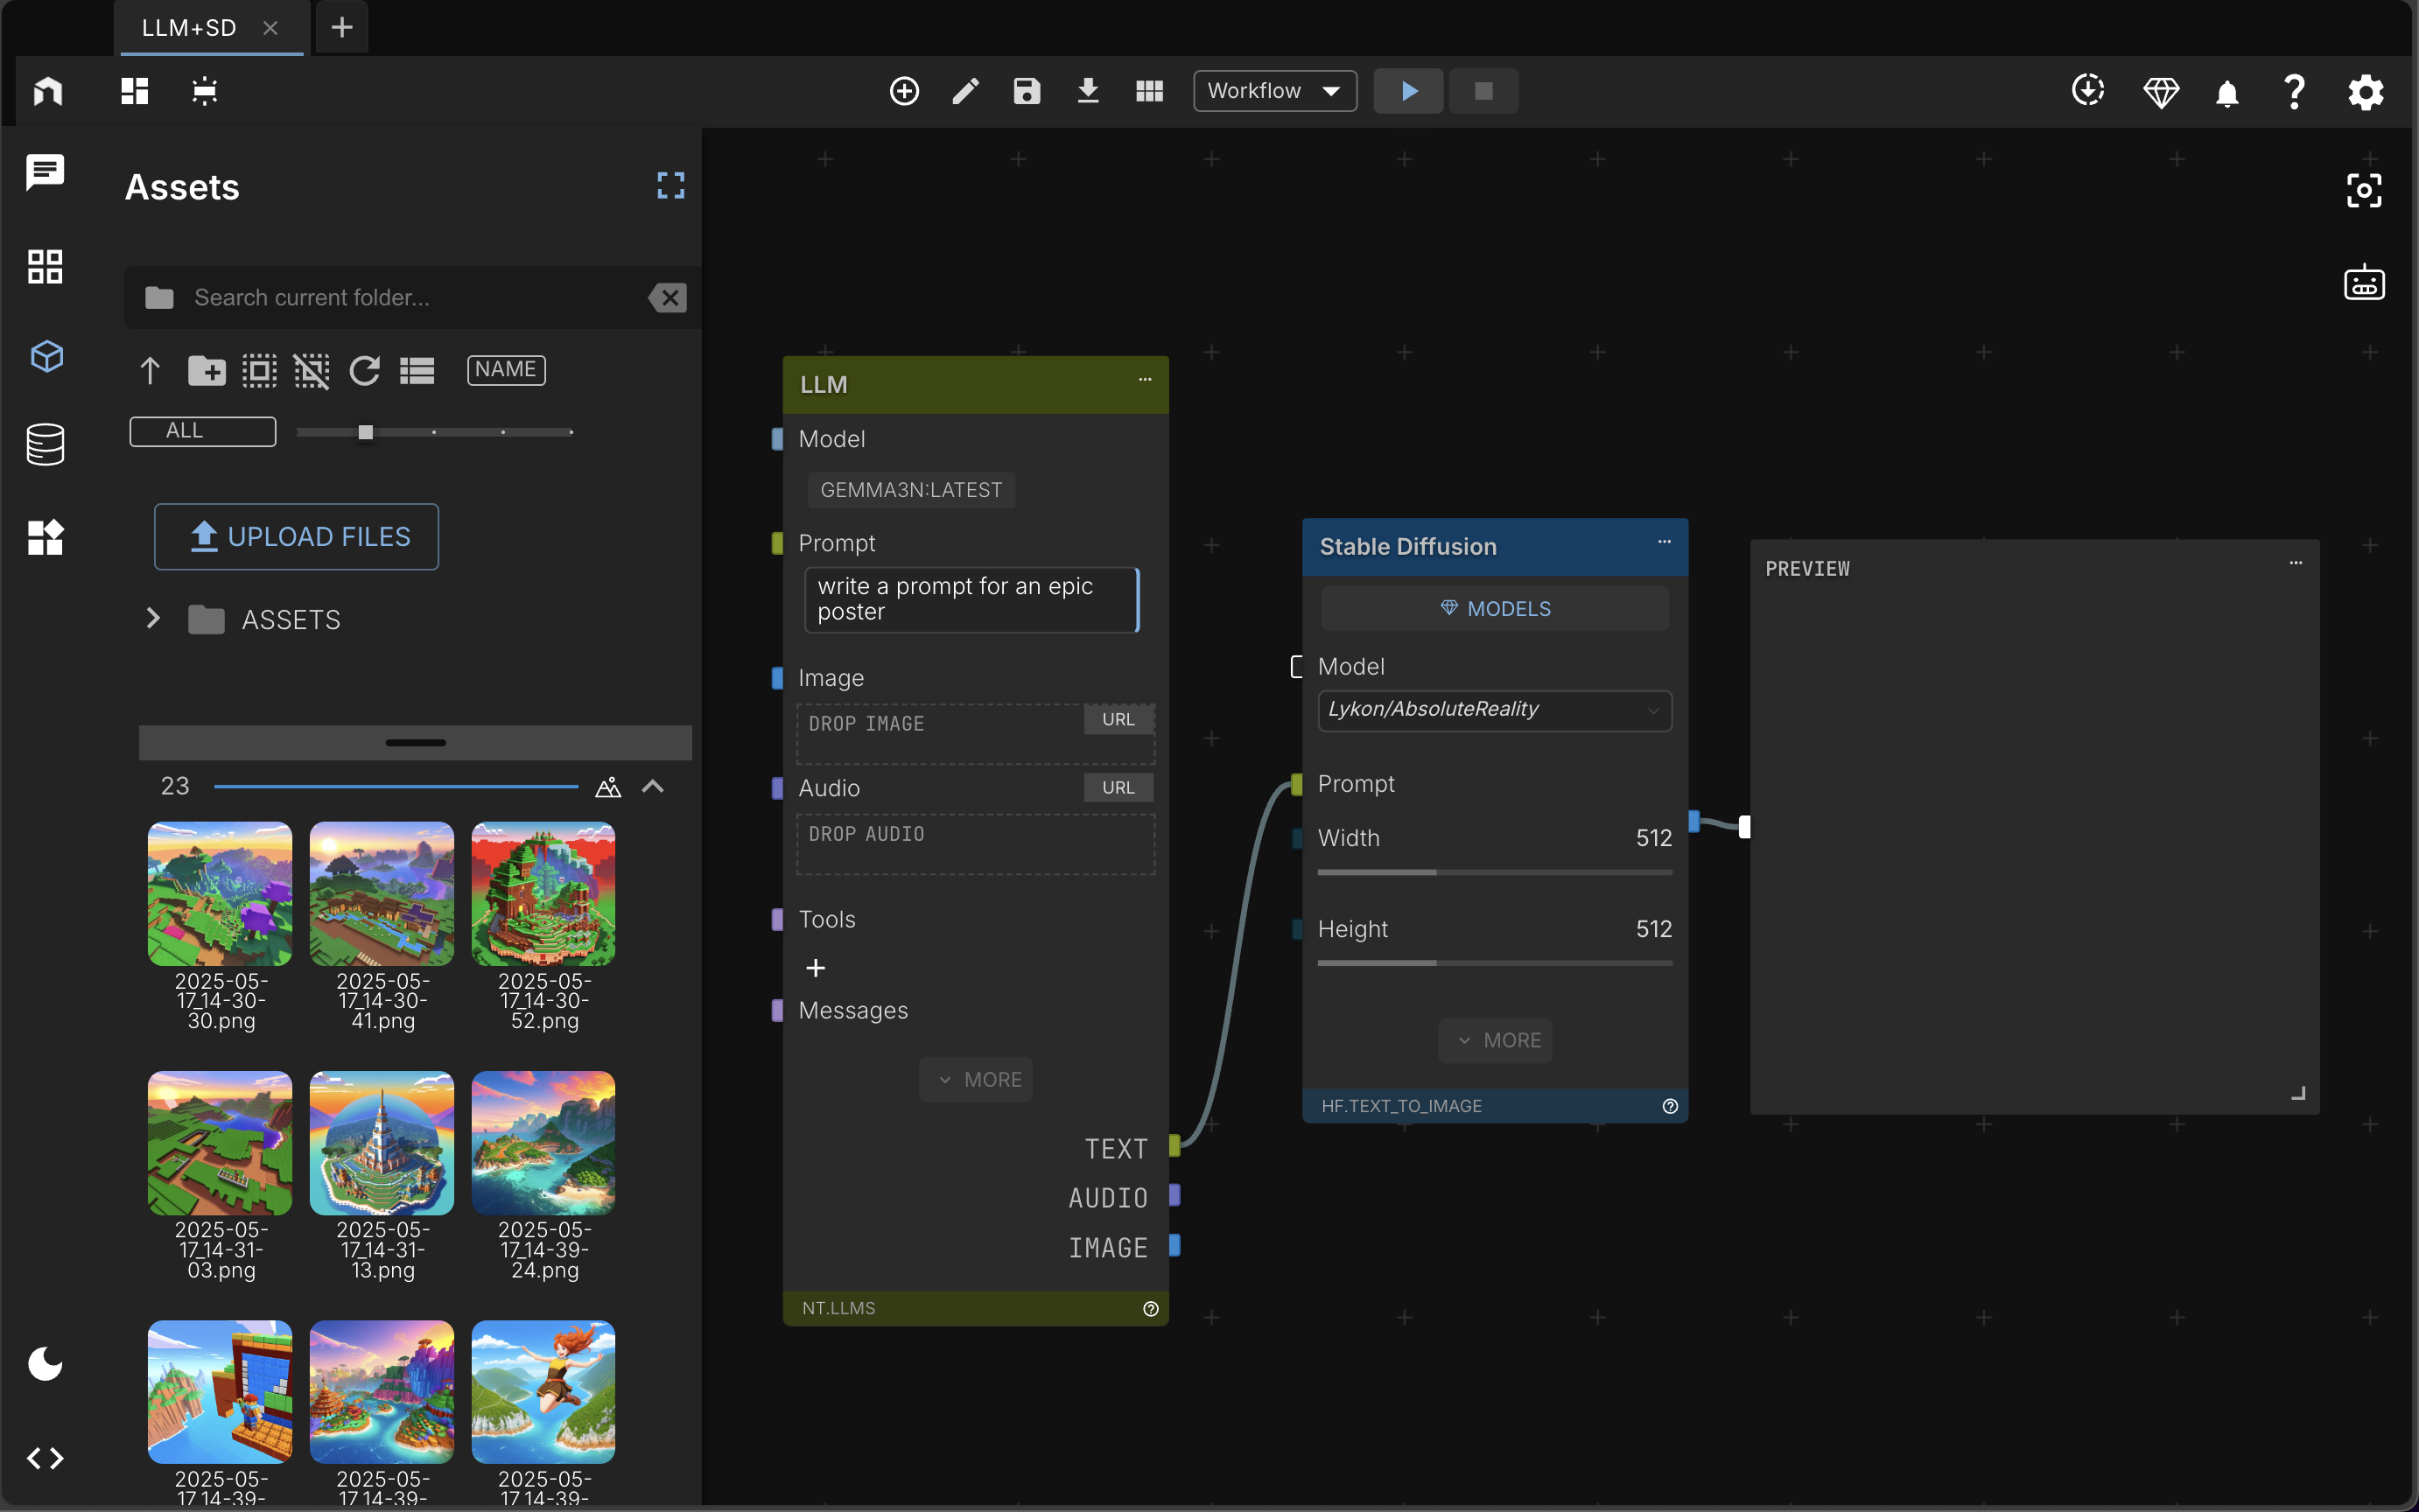 LLM+SD
Workflow
Assets
Search current folder...
NAME
ALL
UPLOAD FILES
ASSETS
23
2025-05-
17_14-30-
30.png
2025-05-
17_14-30-
41.png
2025-05-
17_14-30-
52.png
2025-05-
17_14-31-
03.png
2025-05-
17_14-31-
13.png
2025-05-
17_14-39-
24.png
2025-05-
17_14-39-
2025-05-
17_14-39-
2025-05-
17_14-39-
LLM
Model
GEMMA3N:LATEST
Prompt
write a prompt for an epic
poster
Image
DROP IMAGE
URL
Audio
URL
DROP AUDIO
Tools
Messages
MORE
TEXT
AUDIO
IMAGE
NT.LLMS
Stable Diffusion
MODELS
Model
Lykon/AbsoluteReality
Prompt
Width 512
Height 512
MORE
HF.TEXT_TO_IMAGE
PREVIEW